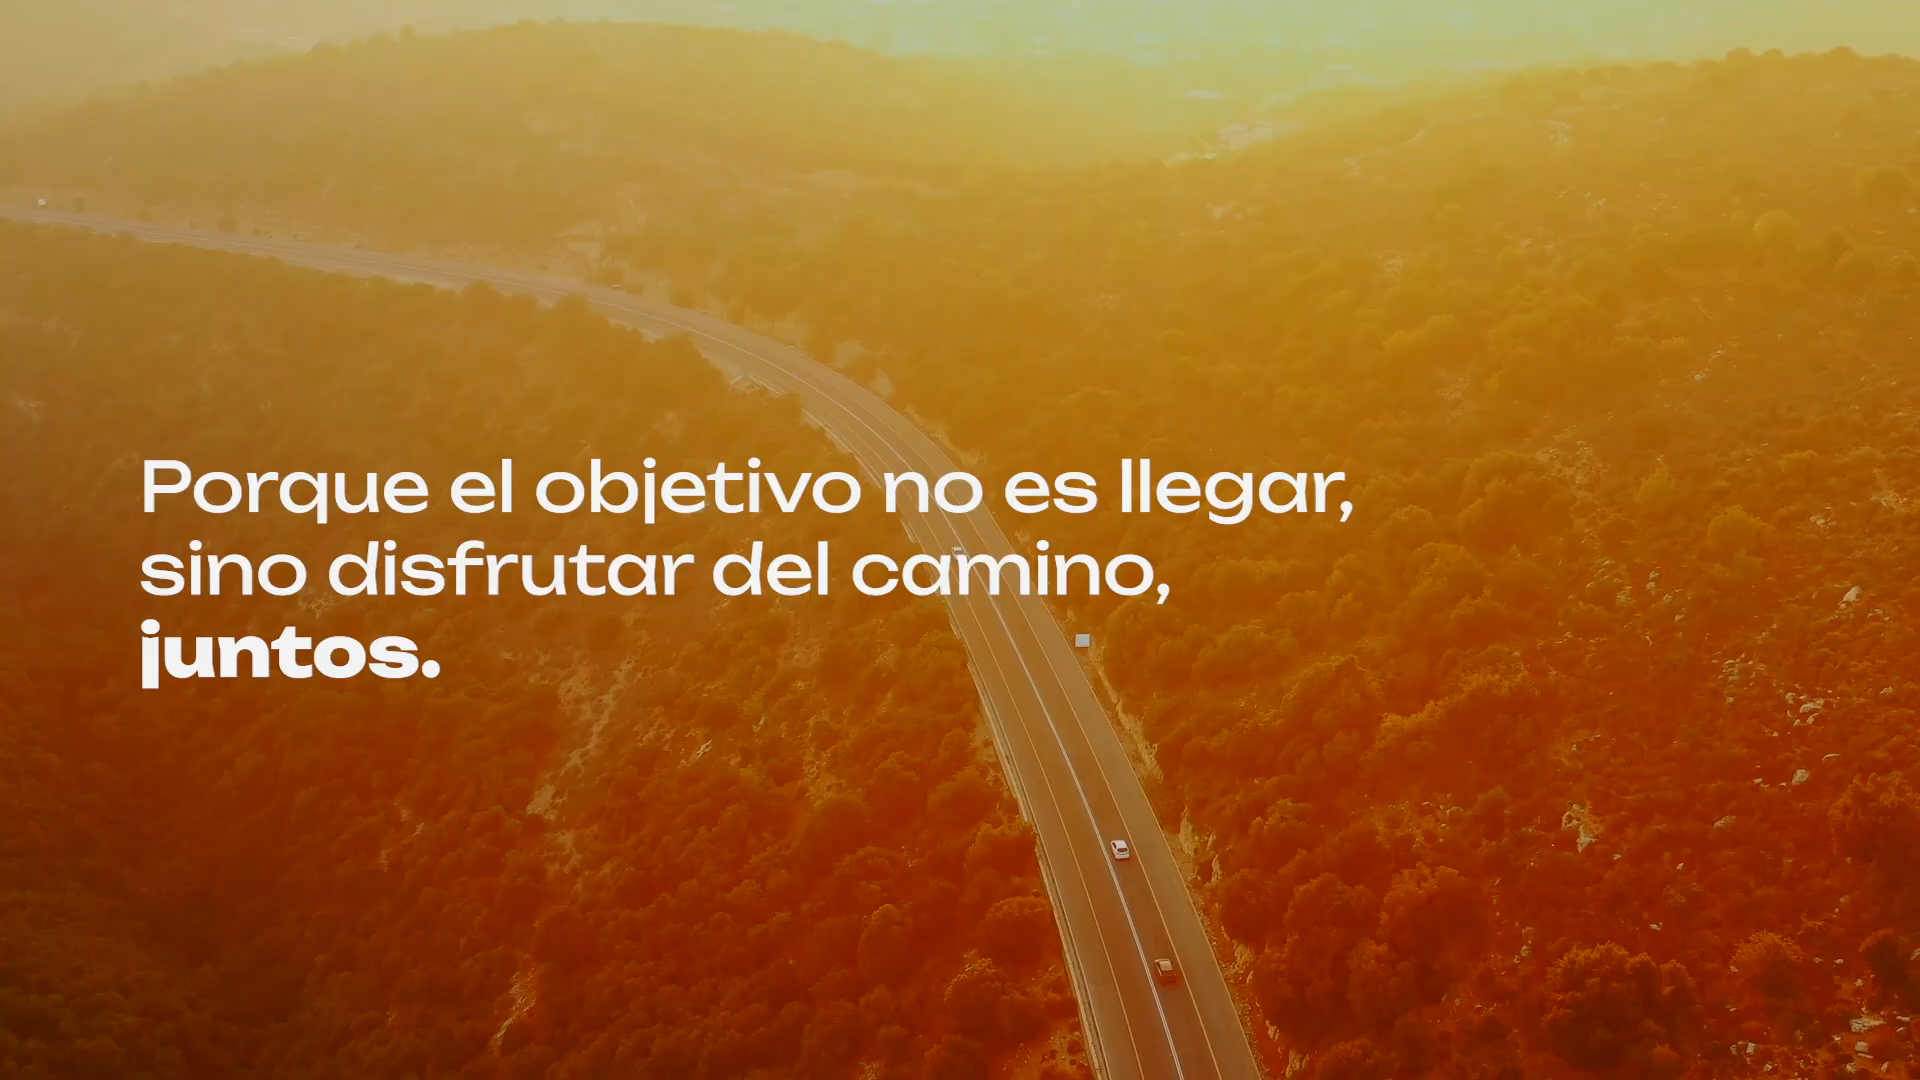 Porque el objetivo no es llegar,
sino disfrutar del camino,
juntos.